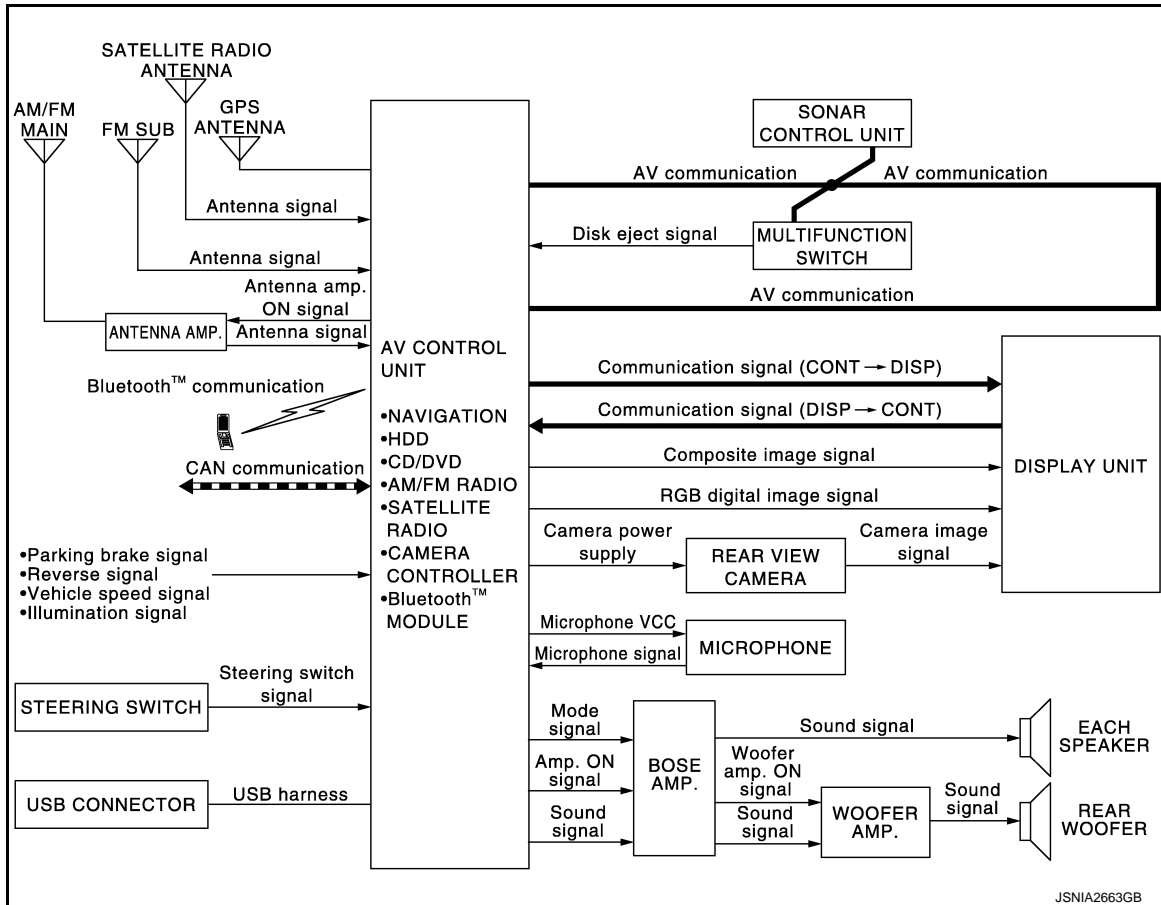 SATELLITE RADIO
ANTENNA
AM/FM
MAIN
FM SUB
GPS
ANTENNA
Antenna signal
Antenna signal
Antenna amp.
ON signal
ANTENNA AMP.
Antenna signal
Bluetooth™ communication
CAN communication
•Parking brake signal
•Reverse signal
•Vehicle speed signal
•Illumination signal
STEERING SWITCH
Steering switch
signal
USB CONNECTOR
USB harness
AV CONTROL
UNIT
•NAVIGATION
•HDD
•CD/DVD
•AM/FM RADIO
•SATELLITE
RADIO
•CAMERA
CONTROLLER
•Bluetooth™
MODULE
SONAR
CONTROL UNIT
AV communication
AV communication
Disk eject signal
MULTIFUNCTION
SWITCH
AV communication
Communication signal (CONT → DISP)
Communication signal (DISP → CONT)
Composite image signal
RGB digital image signal
DISPLAY UNIT
Camera power
supply
REAR VIEW
CAMERA
Camera image
signal
Microphone VCC
Microphone signal
MICROPHONE
Mode
signal
Amp. ON
signal
Sound
signal
BOSE
AMP.
Sound signal
EACH
SPEAKER
Woofer
amp. ON
signal
Sound
signal
WOOFER
AMP.
Sound
signal
REAR
WOOFER
JSNIA2663GB